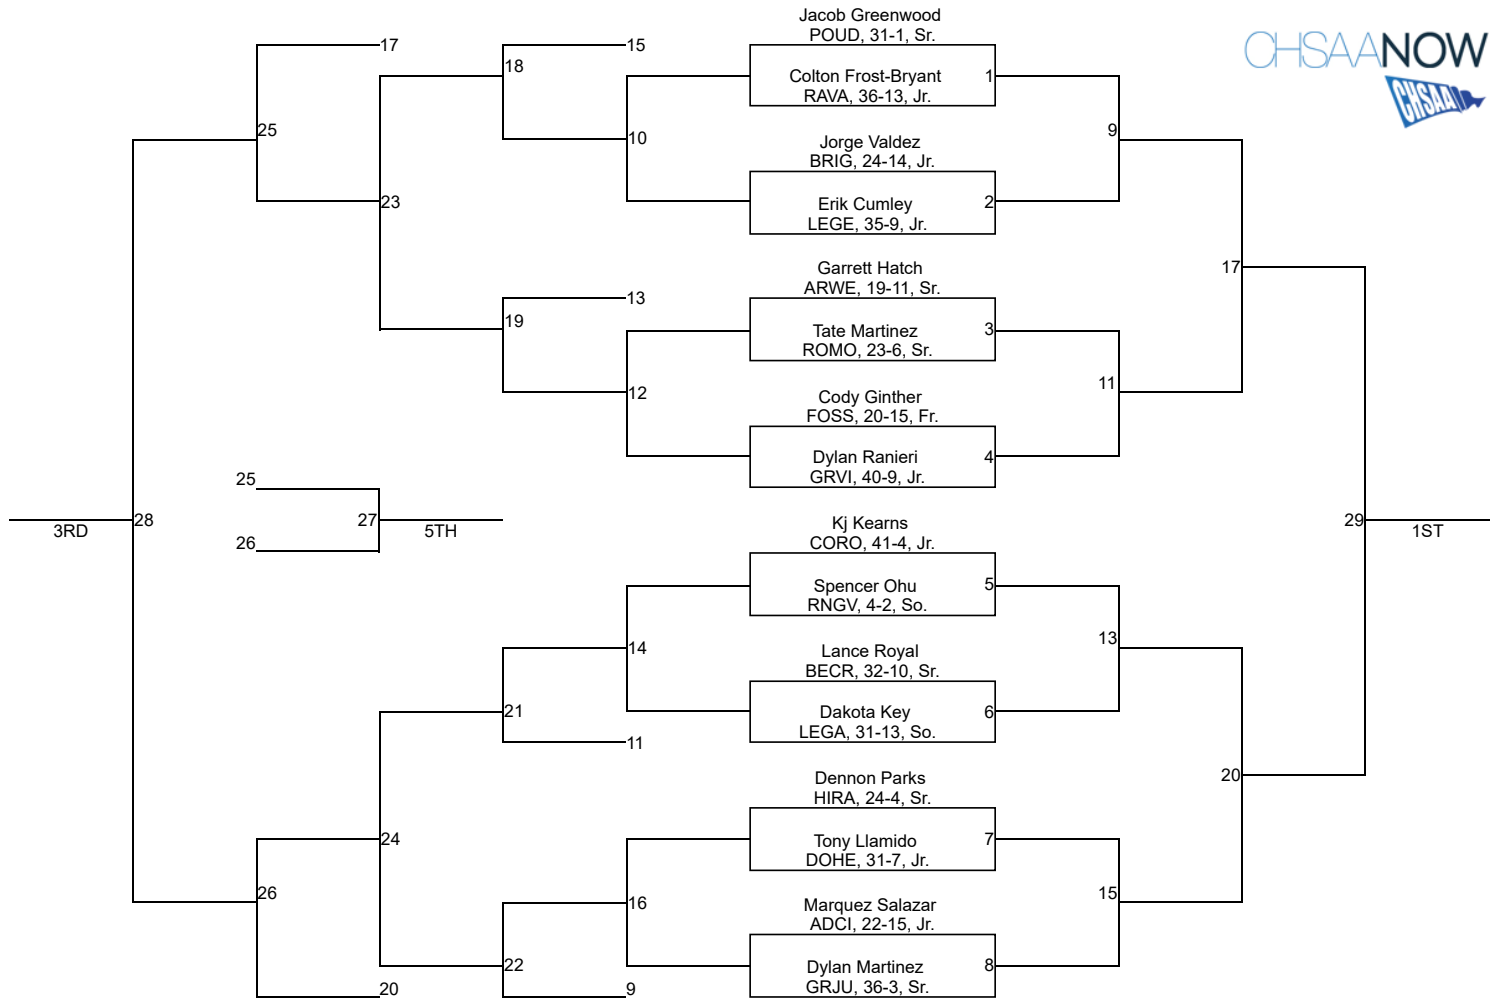 Jacob Greenwood
POUD, 31-1, Sr.
CHSAANOW
CHSAA
17
15
18
Colton Frost-Bryant
1
RAVA, 36-13, Jr.
25
10
9
Jorge Valdez
BRIG, 24-14, Jr.
23
Erik Cumley
2
LEGE, 35-9, Jr.
Garrett Hatch
17
ARWE, 19-11, Sr.
13
19
Tate Martinez
3
ROMO, 23-6, Sr.
12
11
Cody Ginther
FOSS, 20-15, Fr.
Dylan Ranieri
4
GRVI, 40-9, Jr.
25
28
27
29
3RD
5TH
1ST
Kj Kearns
CORO, 41-4, Jr.
26
Spencer Ohu
5
RNGV, 4-2, So.
14
13
Lance Royal
BECR, 32-10, Sr.
21
Dakota Key
6
LEGA, 31-13, So.
11
Dennon Parks
20
HIRA, 24-4, Sr.
24
Tony Llamido
7
DOHE, 31-7, Jr.
26
16
15
Marquez Salazar
ADCI, 22-15, Jr.
22
Dylan Martinez
8
GRJU, 36-3, Sr.
20
9